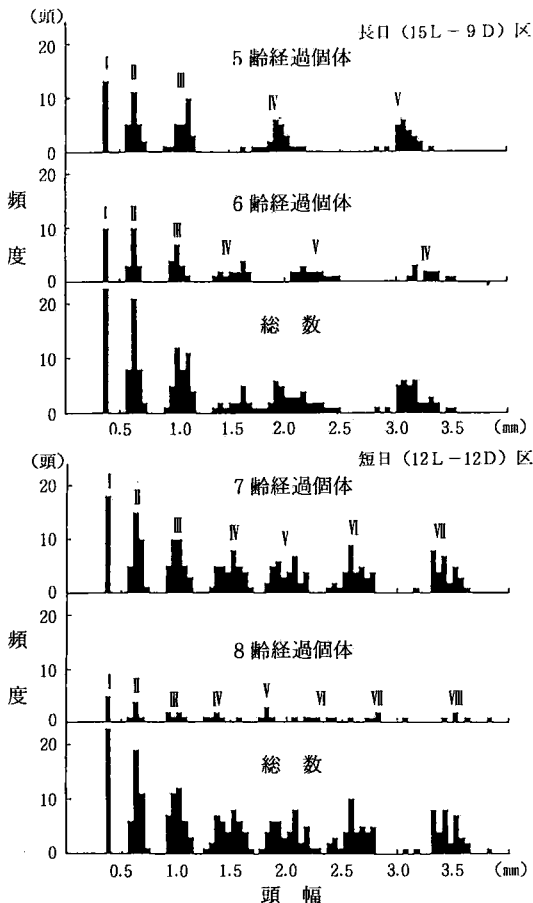 (頭)
長日(15L-9D)区
20
5齢経過個体
I II III IV V
10
0
20
6齢経過個体
I II III IV V IV
10
0
頻度
20
総数
10
0
0.5 1.0 1.5 2.0 2.5 3.0 3.5 (mm)
(頭)
短日(12L-12D)区
20
7齢経過個体
I II III IV V VI VII
10
0
20
8齢経過個体
I II III IV V VI VII VIII
10
0
頻度
20
総数
10
0
0.5 1.0 1.5 2.0 2.5 3.0 3.5 (mm)
頭幅